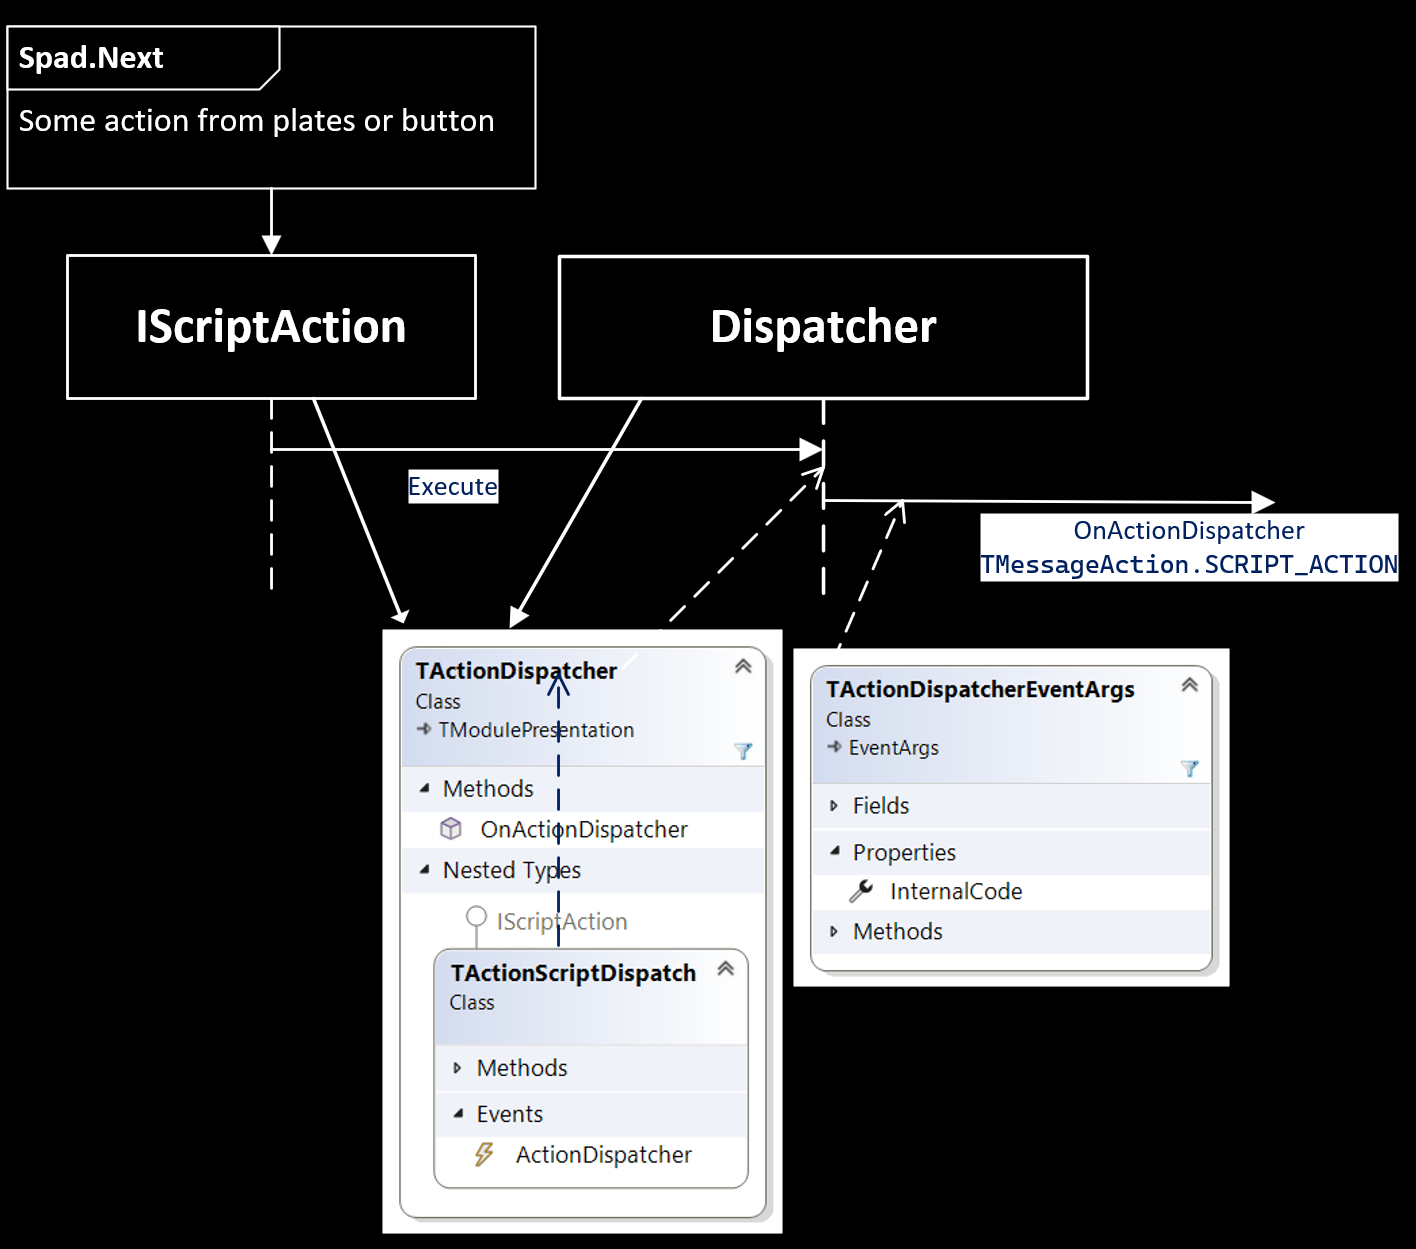 Spad.Next
Some action from plates or button
IScriptAction
Dispatcher
Execute
OnActionDispatcher
TMessageAction.SCRIPT_ACTION
TActionDispatcher
Class
TModulePresentation
Methods
OnActionDispatcher
Nested Types
IScriptAction
TActionScriptDispatch
Class
Methods
Events
ActionDispatcher
TActionDispatcherEventArgs
Class
EventArgs
Fields
Properties
InternalCode
Methods